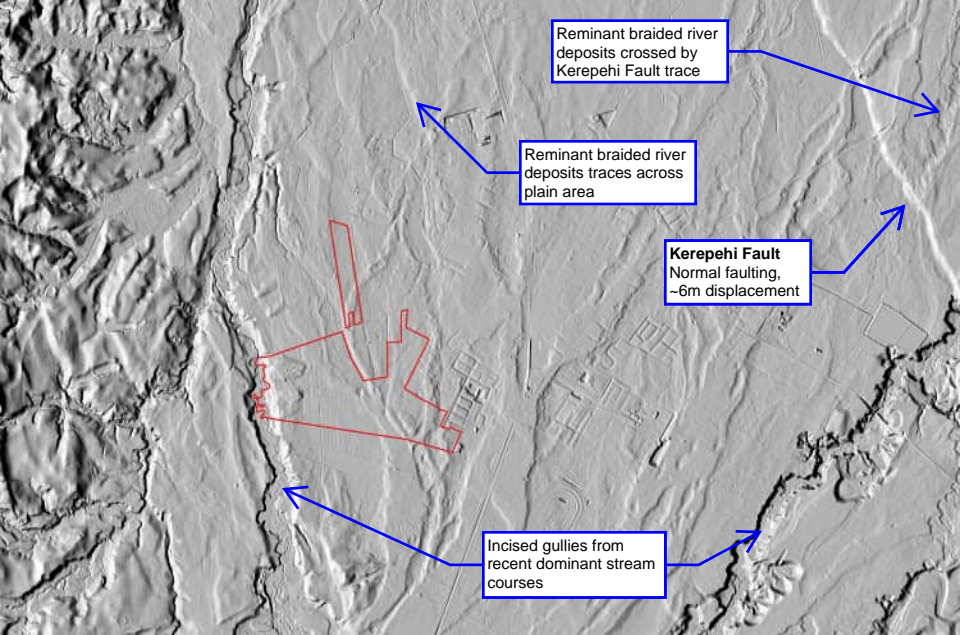 Reminant braided river
deposits crossed by
Kerepehi Fault trace
Reminant braided river
deposits traces across
plain area
Kerepehi Fault
Normal faulting,
~6m displacement
Incised gullies from
recent dominant stream
courses